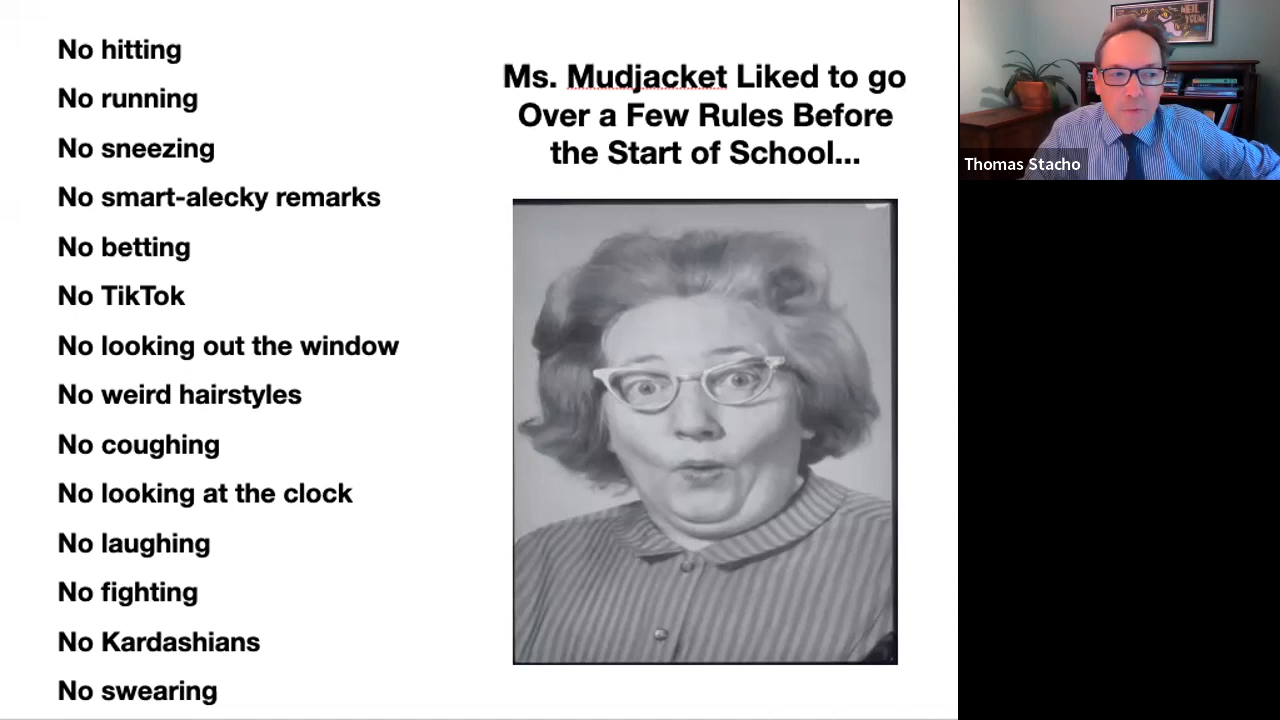 No hitting
No running
No sneezing
No smart-alecky remarks
No betting
No TikTok
No looking out the window
No weird hairstyles
No coughing
No looking at the clock
No laughing
No fighting
No Kardashians
No swearing
Ms. Mudjacket Liked to go
Over a Few Rules Before
the Start of School...
NEIL
YOUNG
Thomas Stacho